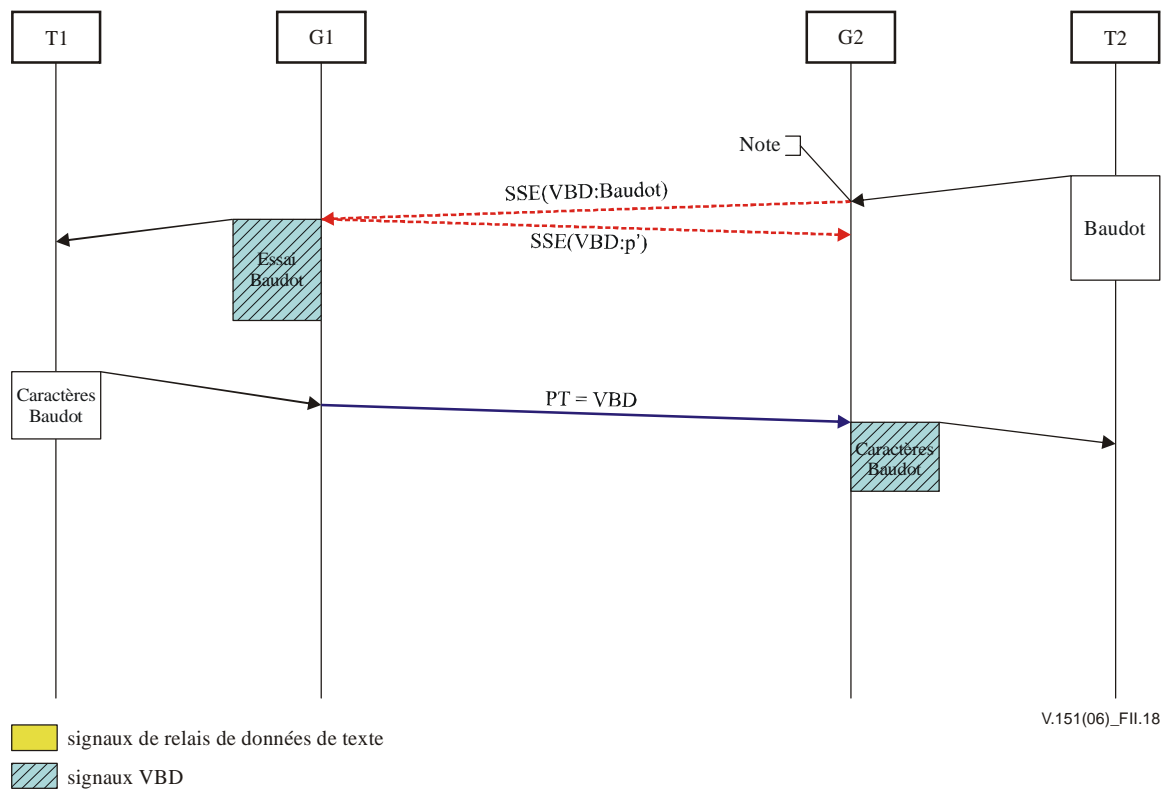 T1
G1
G2
T2
Note
SSE(VBD:Baudot)
SSE(VBD:p')
Baudot
Essai
Baudot
Caractères
Baudot
PT = VBD
Caractères
Baudot
V.151(06)_FII.18
signaux de relais de données de texte
signaux VBD